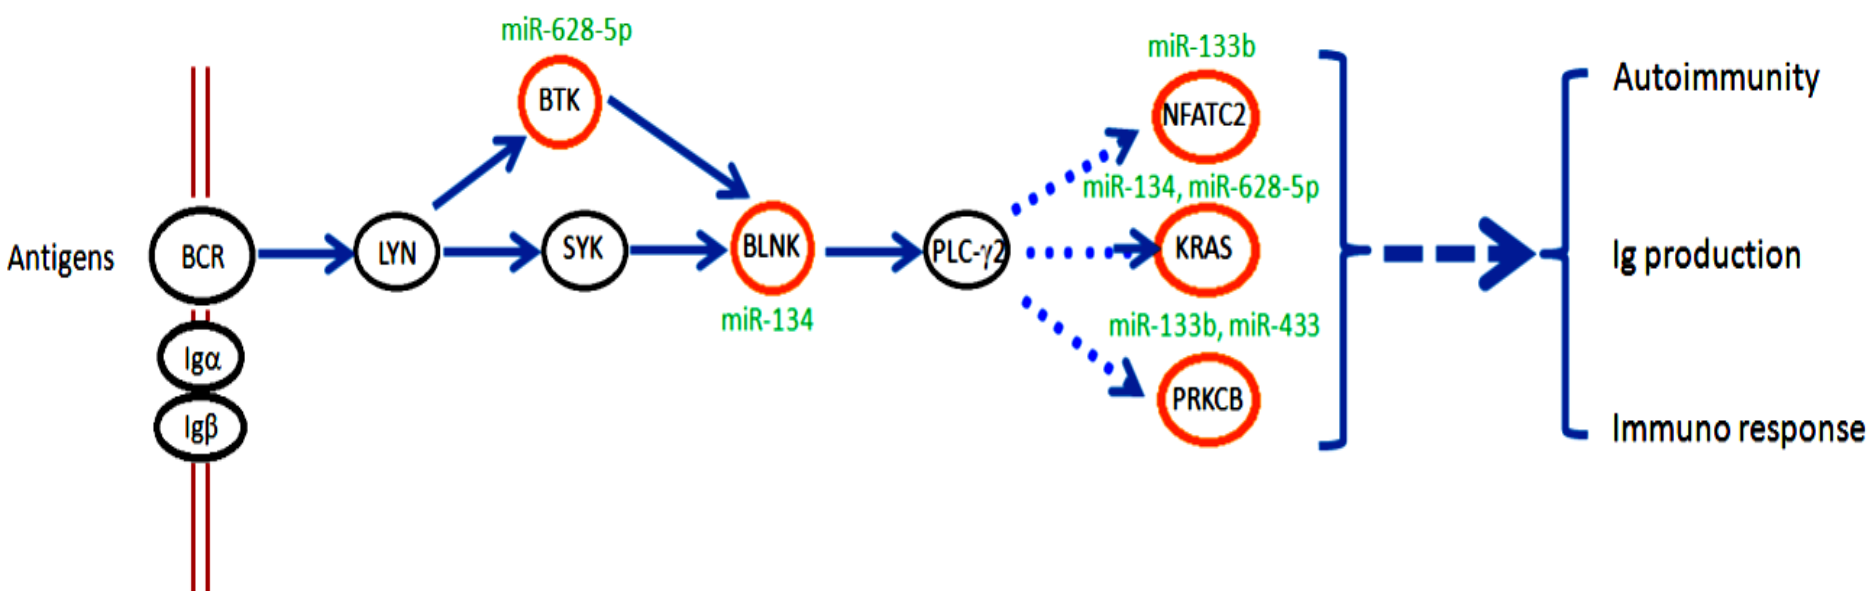 miR-628-5p
BTK
miR-133b
NFATC2
Autoimmunity
miR-134, miR-628-5p
Antigens
BCR
LYN
SYK
BLNK
PLC-γ2
KRAS
Ig production
miR-134
miR-133b, miR-433
Igα
PRKCB
Igβ
Immuno response